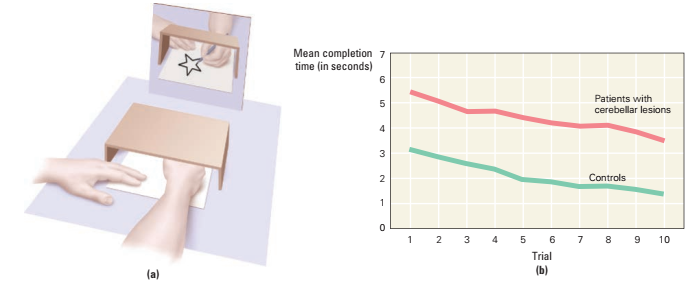 Mean completion
time (in seconds)
7
6
5
4
3
2
1
0
Patients with
cerebellar lesions
Controls
1 2 3 4 5 6 7 8 9 10
Trial
(a)
(b)